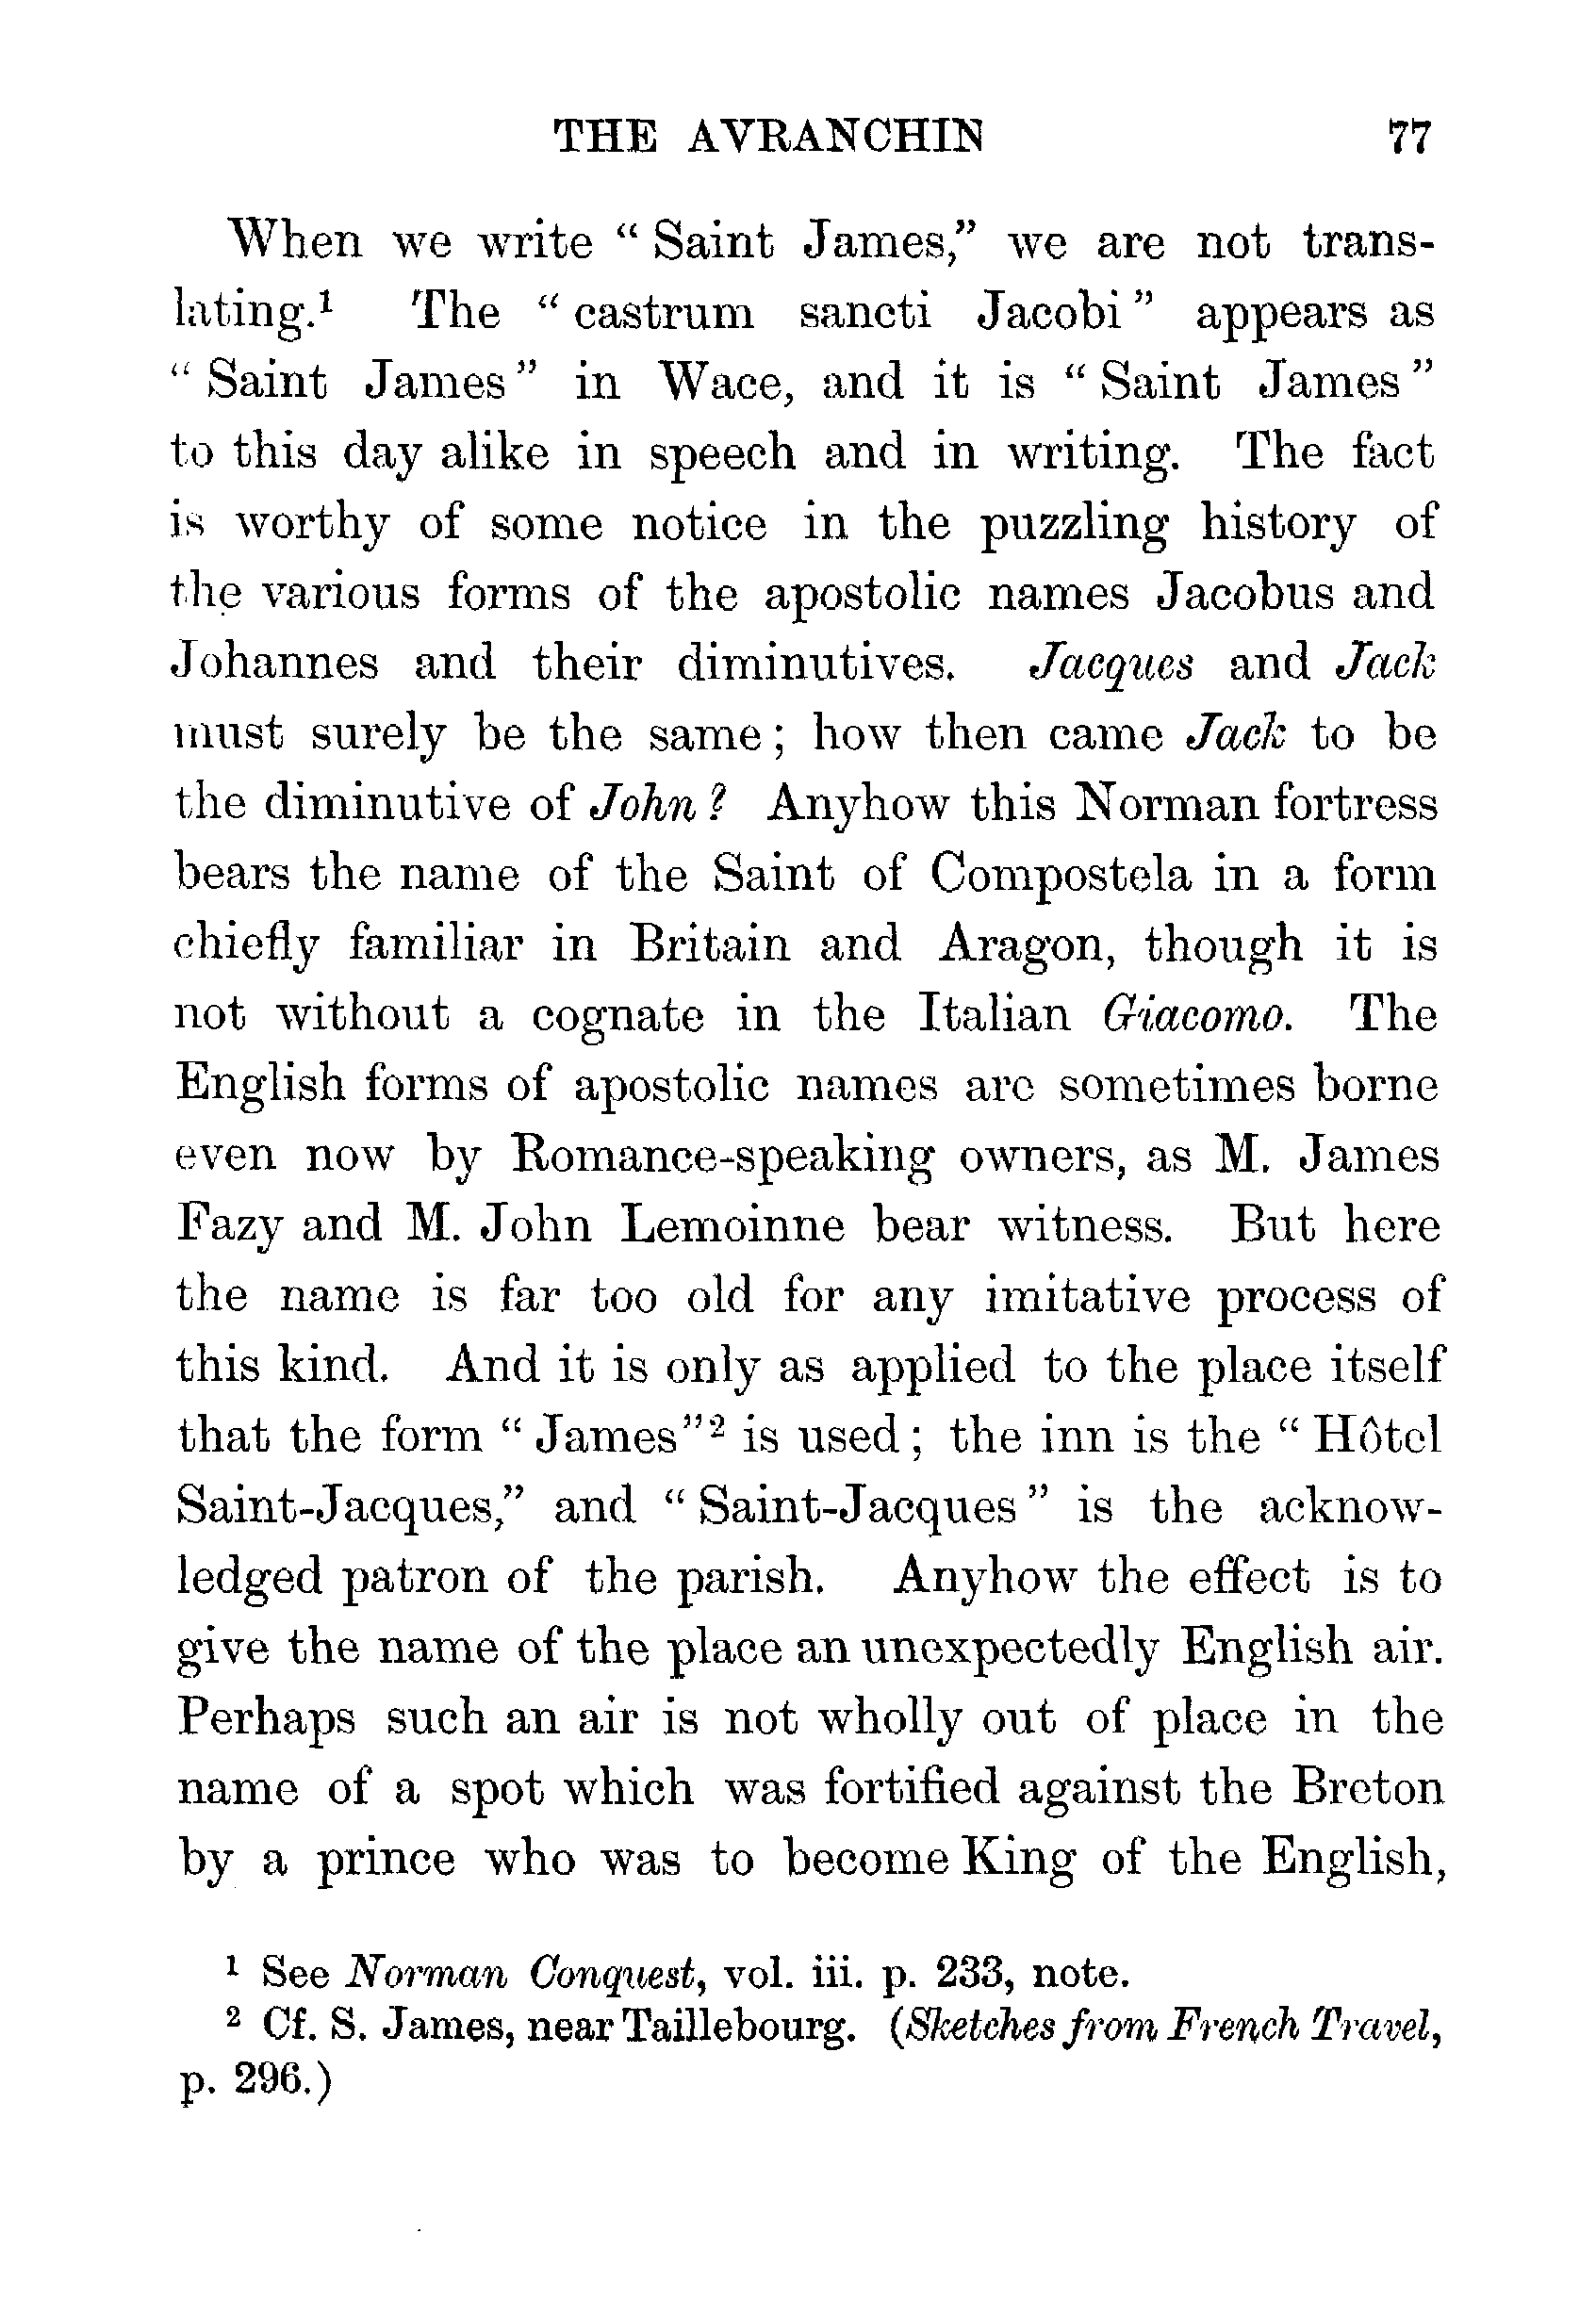 THE AVRANCHIN 77
When we write “ Saint James,” we are not trans-
lating.¹ The “ castrum sancti Jacobi ” appears as
“ Saint James ” in Wace, and it is “ Saint James ”
to this day alike in speech and in writing. The fact
is worthy of some notice in the puzzling history of
the various forms of the apostolic names Jacobus and
Johannes and their diminutives. Jacques and Jack
must surely be the same ; how then came Jack to be
the diminutive of John ? Anyhow this Norman fortress
bears the name of the Saint of Compostela in a form
chiefly familiar in Britain and Aragon, though it is
not without a cognate in the Italian Giacomo. The
English forms of apostolic names are sometimes borne
even now by Romance-speaking owners, as M. James
Fazy and M. John Lemoinne bear witness. But here
the name is far too old for any imitative process of
this kind. And it is only as applied to the place itself
that the form “ James”² is used ; the inn is the “ Hôtel
Saint-Jacques,” and “ Saint-Jacques ” is the acknow-
ledged patron of the parish. Anyhow the effect is to
give the name of the place an unexpectedly English air.
Perhaps such an air is not wholly out of place in the
name of a spot which was fortified against the Breton
by a prince who was to become King of the English,
¹ See Norman Conquest, vol. iii. p. 233, note.
² Cf. S. James, near Taillebourg. (Sketches from French Travel,
p. 296.)